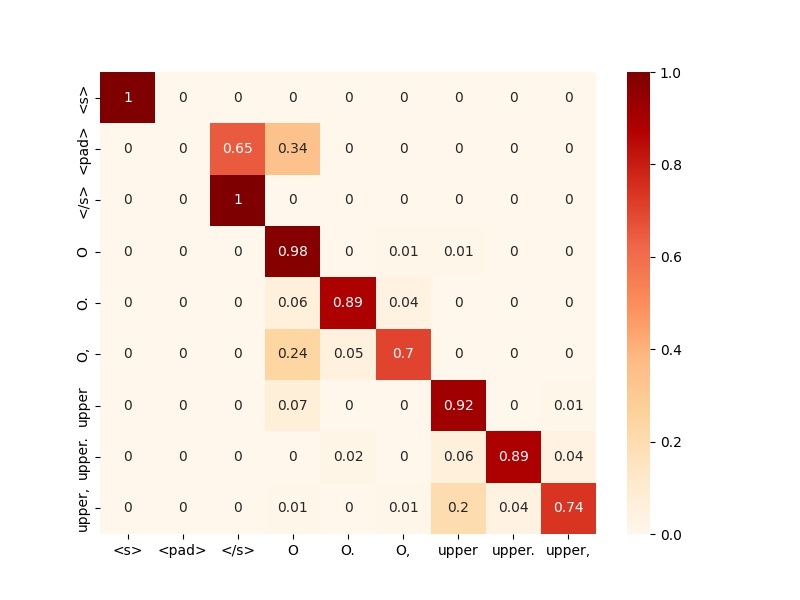 <s> 1 0 0 0 0 0 0 0 0
<pad> 0 0 0.65 0.34 0 0 0 0 0
</s> 0 0 1 0 0 0 0 0 0
O 0 0 0 0.98 0 0.01 0.01 0 0
O. 0 0 0 0.06 0.89 0.04 0 0 0
O, 0 0 0 0.24 0.05 0.7 0 0 0
upper 0 0 0 0.07 0 0 0.92 0 0.01
upper. 0 0 0 0 0.02 0 0.06 0.89 0.04
upper, 0 0 0 0.01 0 0.01 0.2 0.04 0.74
<s> <pad> </s> O O. O, upper upper. upper,
1.0
0.8
0.6
0.4
0.2
0.0